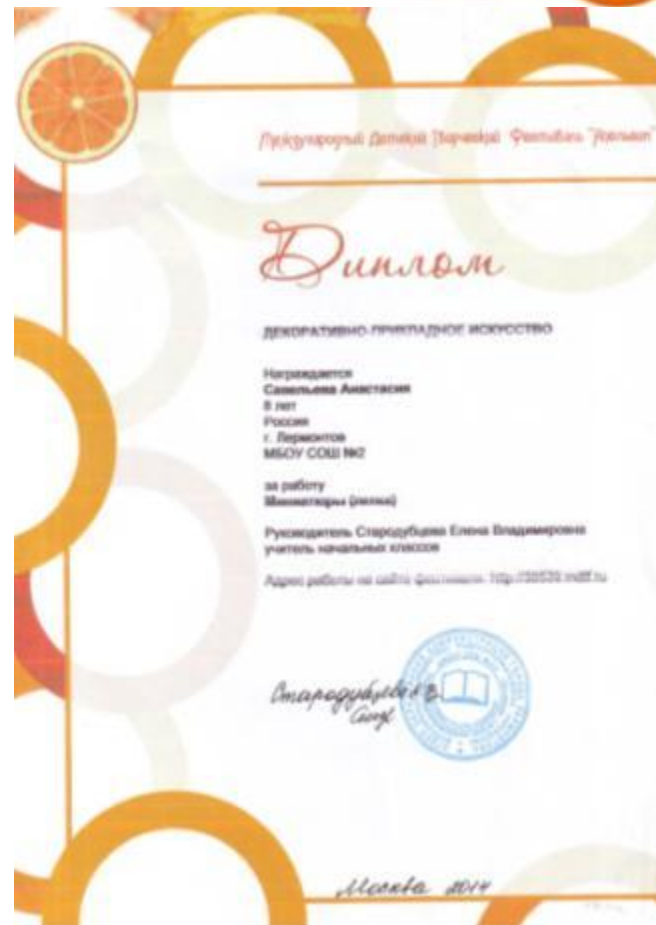 Международный Детский Творческий Фестиваль
Диплом
ДЕКОРАТИВНО-ПРИКЛАДНОЕ ИСКУССТВО
Награждается
Савельева Анастасия
8 лет
Россия
г. Лермонтов
МБОУ СОШ №2
за работу
Миниатюры (лепка)
Руководитель Стародубцева Елена Владимировна
учитель начальных классов
Адрес работы на сайте фестиваля:
Москва 2014